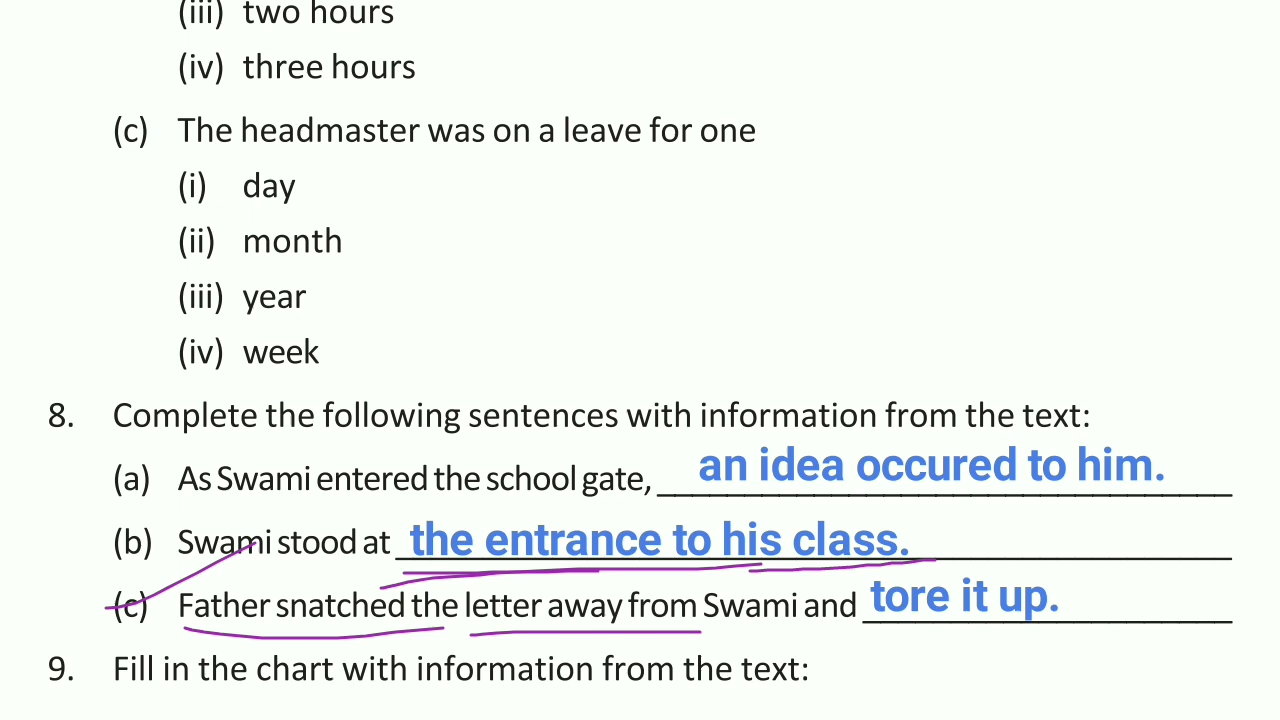 (iii) two hours
(iv) three hours
(c) The headmaster was on a leave for one
(i) day
(ii) month
(iii) year
(iv) week
8. Complete the following sentences with information from the text:
(a) As Swami entered the school gate, an idea occured to him.
(b) Swami stood at the entrance to his class.
(c) Father snatched the letter away from Swami and tore it up.
9. Fill in the chart with information from the text: